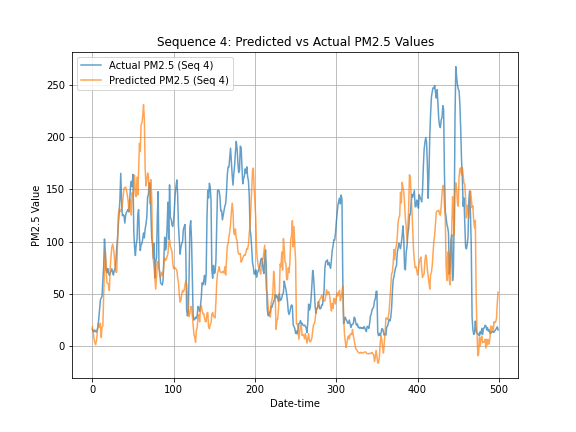 Sequence 4: Predicted vs Actual PM2.5 Values
Actual PM2.5 (Seq 4)
Predicted PM2.5 (Seq 4)
PM2.5 Value
250
200
150
100
50
0
0 100 200 300 400 500
Date-time